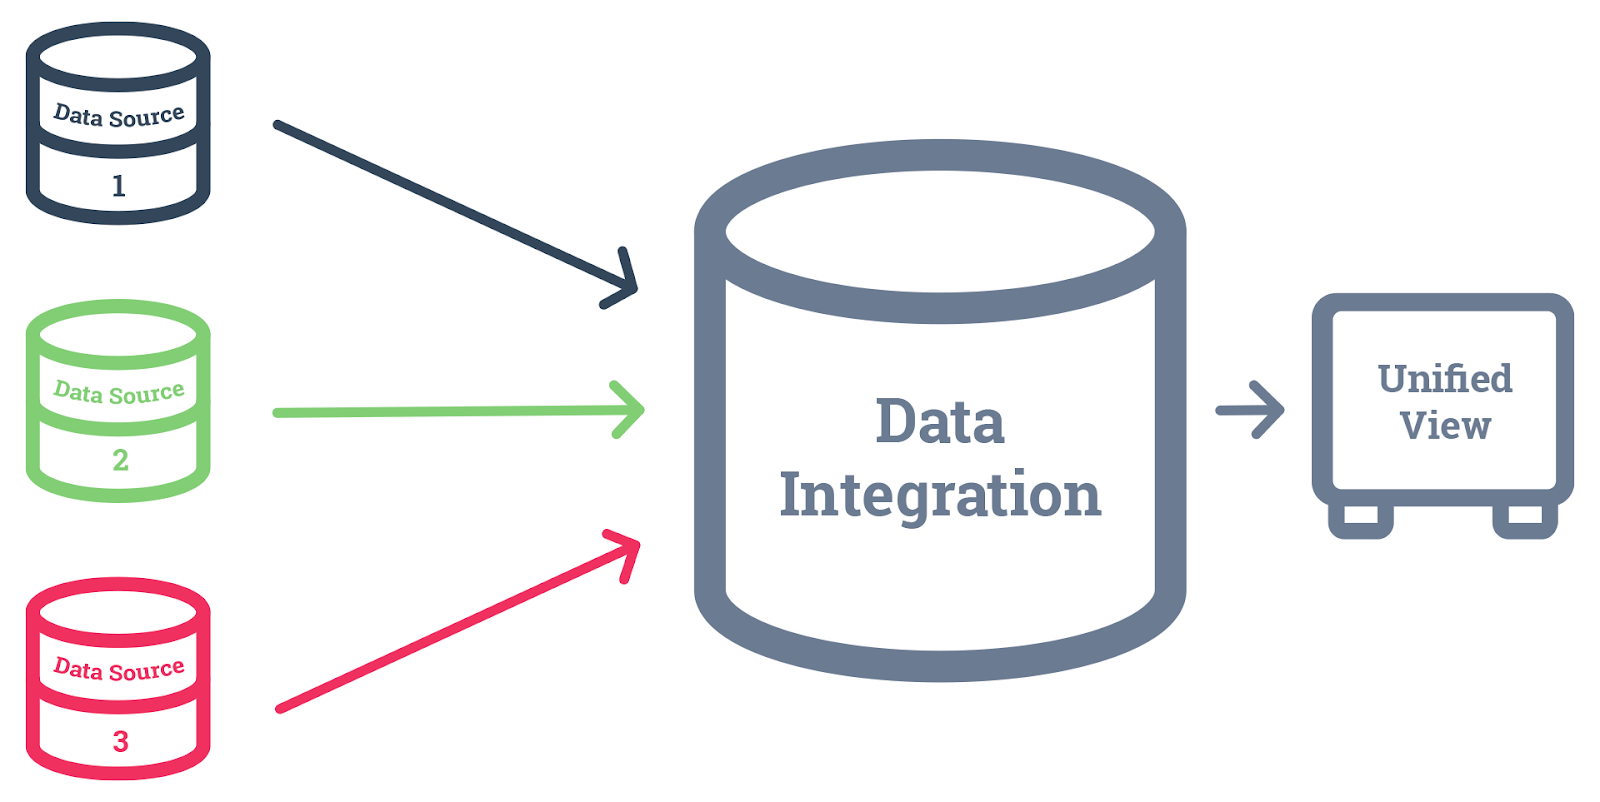 Data Source
1
Data Source
2
Data Source
3
Data
Integration
Unified
View